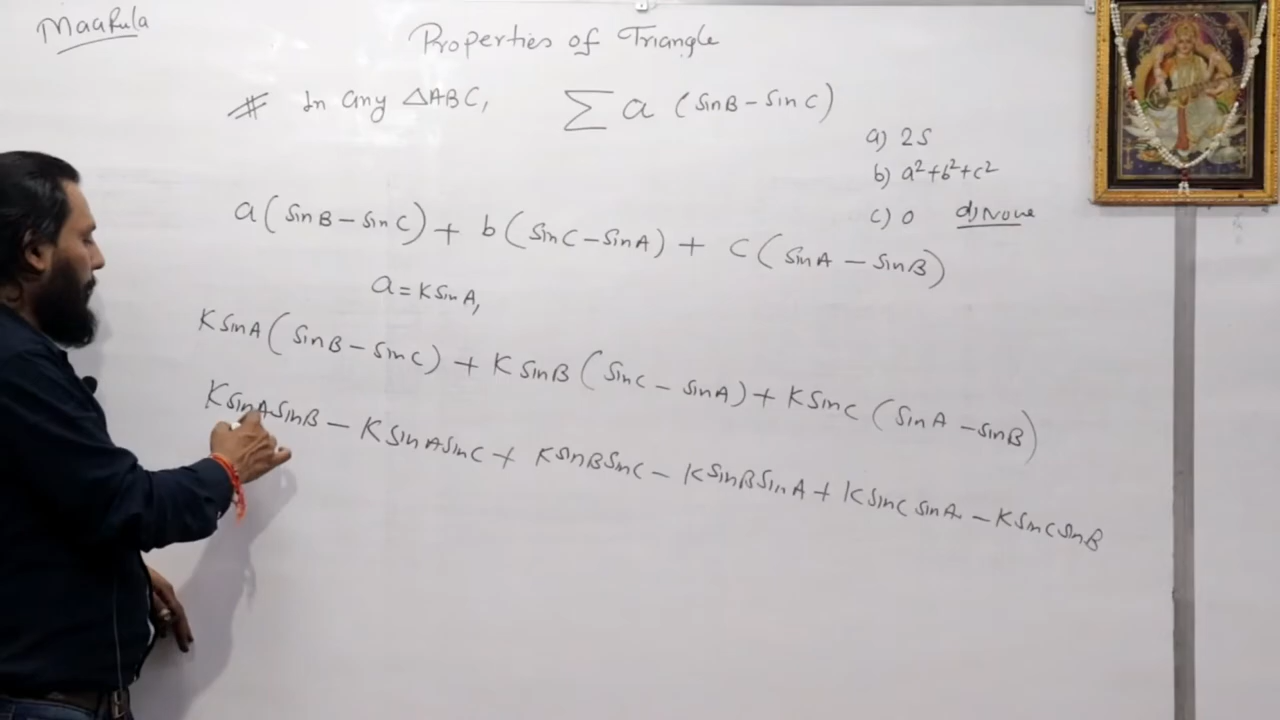 MaaRula
Properties of Triangle
# In any △ABC, ∑ a (sinB - sinC)
a) 2S
b) a²+b²+c²
c) 0 d) None
a(sinB - sinC) + b(sinC - sinA) + c(sinA - sinB)
a = K sinA,
K sinA (sinB - sinC) + K sinB (sinC - sinA) + K sinC (sinA - sinB)
K sinA sinB - K sinA sinC + K sinB sinC - K sinB sinA + K sinC sinA - K sinC sinB